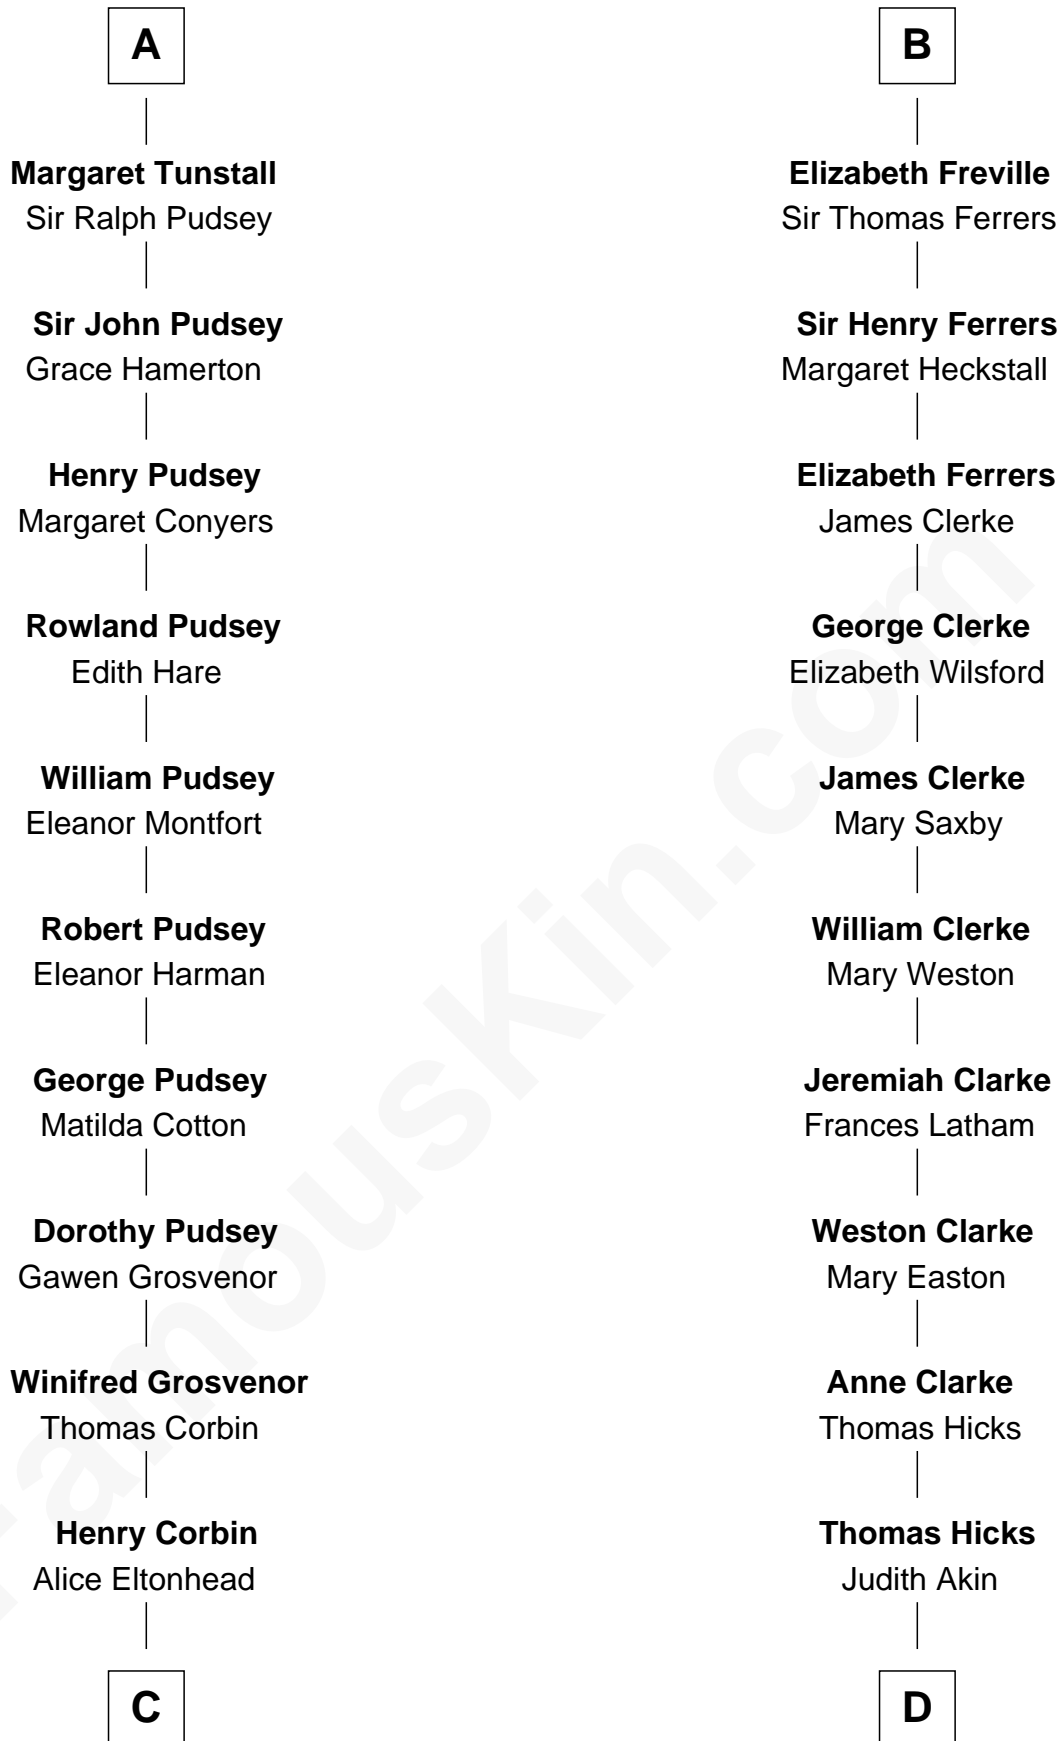 A
Margaret Tunstall
Sir Ralph Pudsey
Sir John Pudsey
Grace Hamerton
Henry Pudsey
Margaret Conyers
Rowland Pudsey
Edith Hare
William Pudsey
Eleanor Montfort
Robert Pudsey
Eleanor Harman
George Pudsey
Matilda Cotton
Dorothy Pudsey
Gawen Grosvenor
Winifred Grosvenor
Thomas Corbin
Henry Corbin
Alice Eltonhead
C
B
Elizabeth Freville
Sir Thomas Ferrers
Sir Henry Ferrers
Margaret Heckstall
Elizabeth Ferrers
James Clerke
George Clerke
Elizabeth Wilsford
James Clerke
Mary Saxby
William Clerke
Mary Weston
Jeremiah Clarke
Frances Latham
Weston Clarke
Mary Easton
Anne Clarke
Thomas Hicks
Thomas Hicks
Judith Akin
D
FamousKin.com